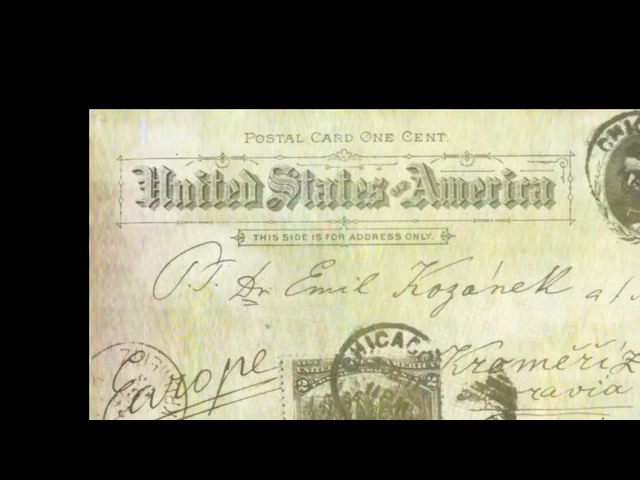 POSTAL CARD ONE CENT.
United States of America
THIS SIDE IS FOR ADDRESS ONLY.
Dr. Emil Kozánek
Kroměříž
Europe
CHICAGO